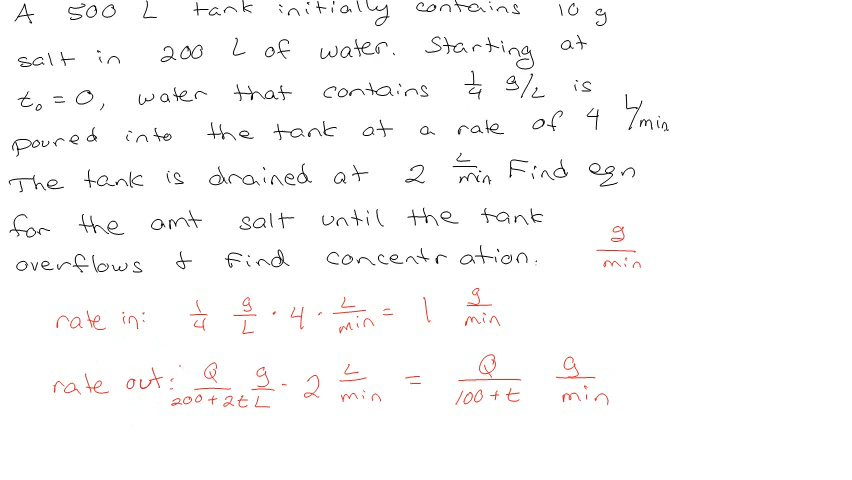 A 500 L tank initially contains 10 g
salt in 200 L of water. Starting at
t₀ = 0, water that contains 1/4 g/L is
poured into the tank at a rate of 4 L/min
The tank is drained at 2 L/min Find eqn
for the amt salt until the tank
overflows & find concentration. g/min
rate in: 1/4 g/L · 4 · L/min = 1 g/min
rate out: Q/(200+2t) g/L · 2 L/min = Q/(100+t) g/min